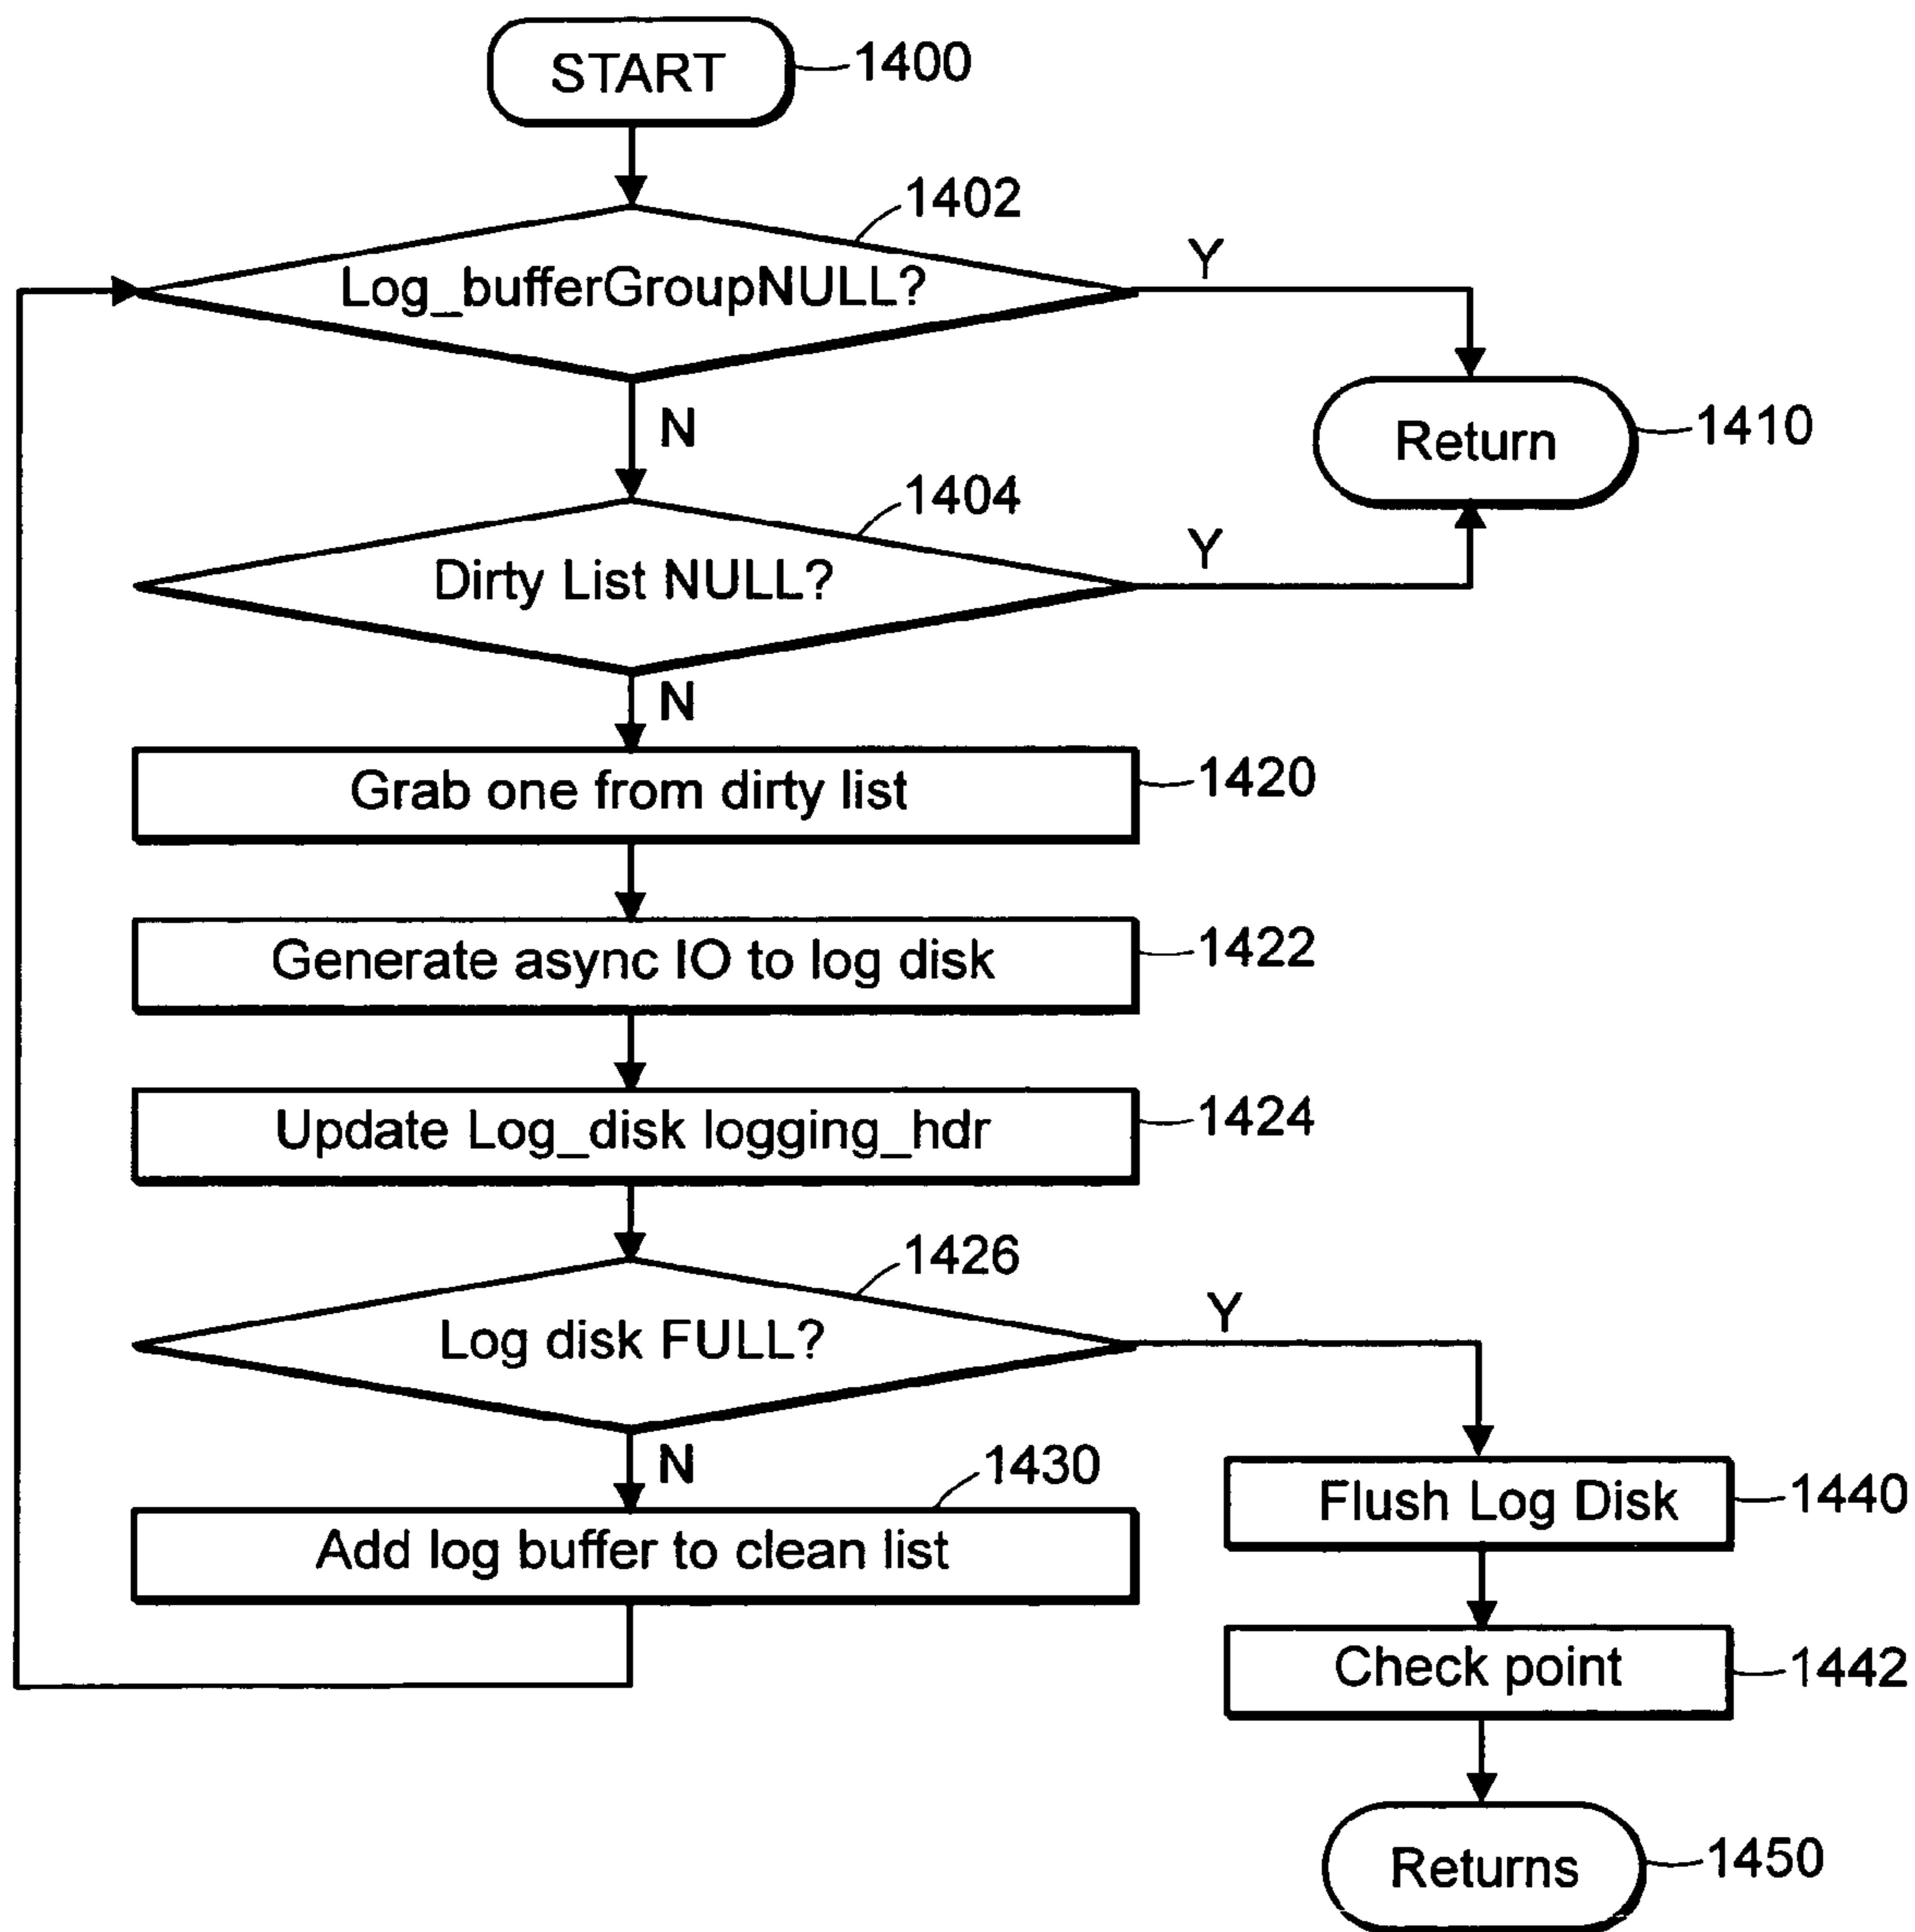 START
1400
1402
Log_bufferGroupNULL?
Y
N
Return
1410
1404
Dirty List NULL?
Y
N
Grab one from dirty list
1420
Generate async IO to log disk
1422
Update Log_disk logging_hdr
1424
1426
Log disk FULL?
Y
N
1430
Add log buffer to clean list
Flush Log Disk
1440
Check point
1442
Returns
1450